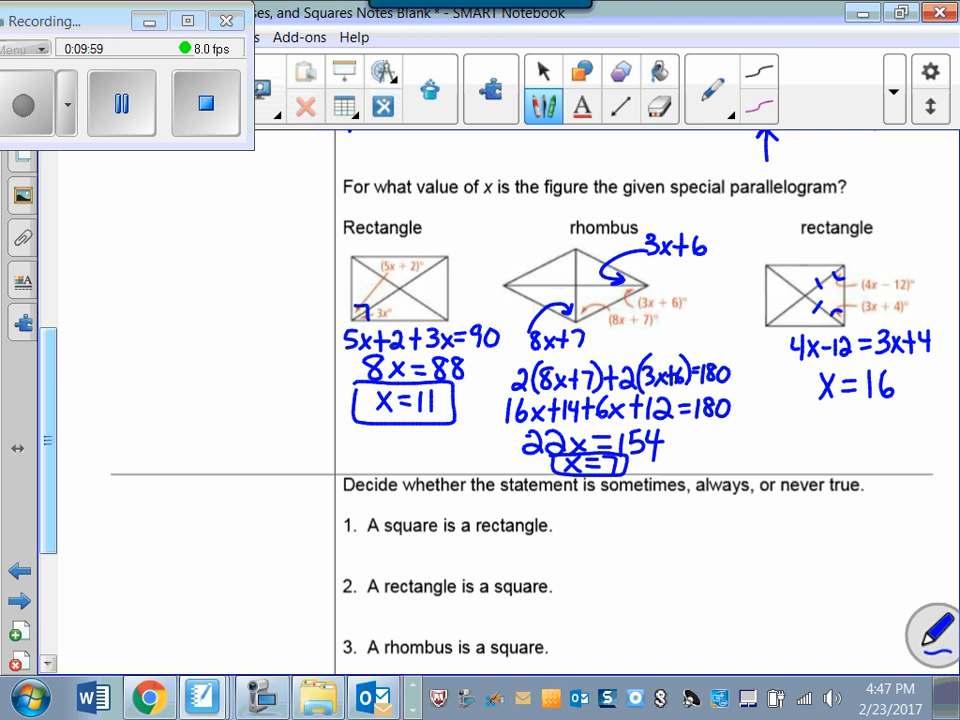 Recording...
ses, and Squares Notes Blank * - SMART Notebook
Menu
0:09:59
8.0 fps
s Add-ons Help
For what value of x is the figure the given special parallelogram?
Rectangle rhombus rectangle
3x+6
(5x + 2)°
3x°
(3x + 6)°
(8x + 7)°
8x+7
(4x − 12)°
(3x + 4)°
5x+2+3x=90
8x=88
x=11
2(8x+7)+2(3x+6)=180
16x+14+6x+12=180
22x=154
x=7
4x-12=3x+4
x=16
Decide whether the statement is sometimes, always, or never true.
1. A square is a rectangle.
2. A rectangle is a square.
3. A rhombus is a square.
4:47 PM
2/23/2017